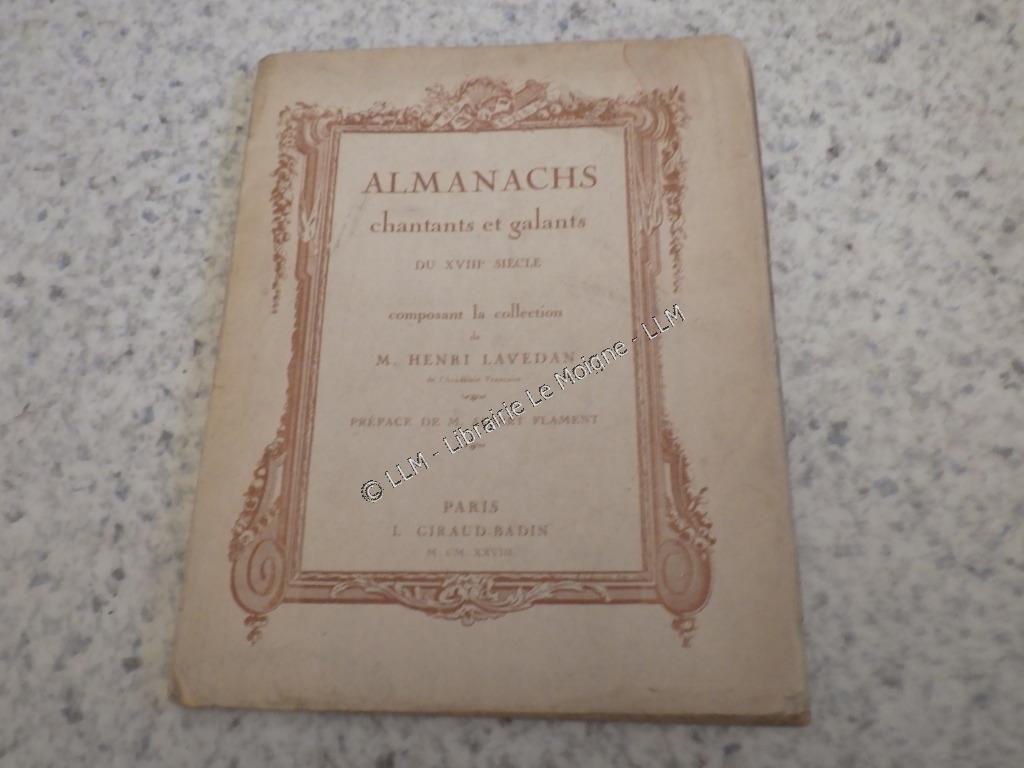 ALMANACHS
chantants et galants
DU XVIIIᵉ SIÈCLE
composant la collection
de
M. HENRI LAVEDAN
de l'Académie Française
PRÉFACE DE M. FLAMENT
PARIS
L. GIRAUD-BADIN
M. CM. XXVIII
© LLM - Librairie Le Moigne - LLM